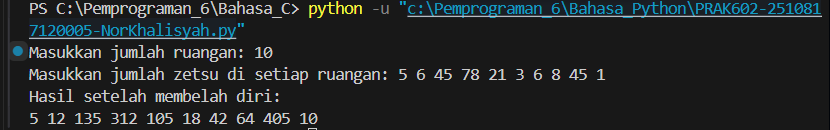 PS C:\Pemprograman_6\Bahasa_C> python -u "c:\Pemprograman_6\Bahasa_Python\PRAK602-251081
7120005-NorKhalisyah.py"
Masukkan jumlah ruangan: 10
Masukkan jumlah zetsu di setiap ruangan: 5 6 45 78 21 3 6 8 45 1
Hasil setelah membelah diri:
5 12 135 312 105 18 42 64 405 10